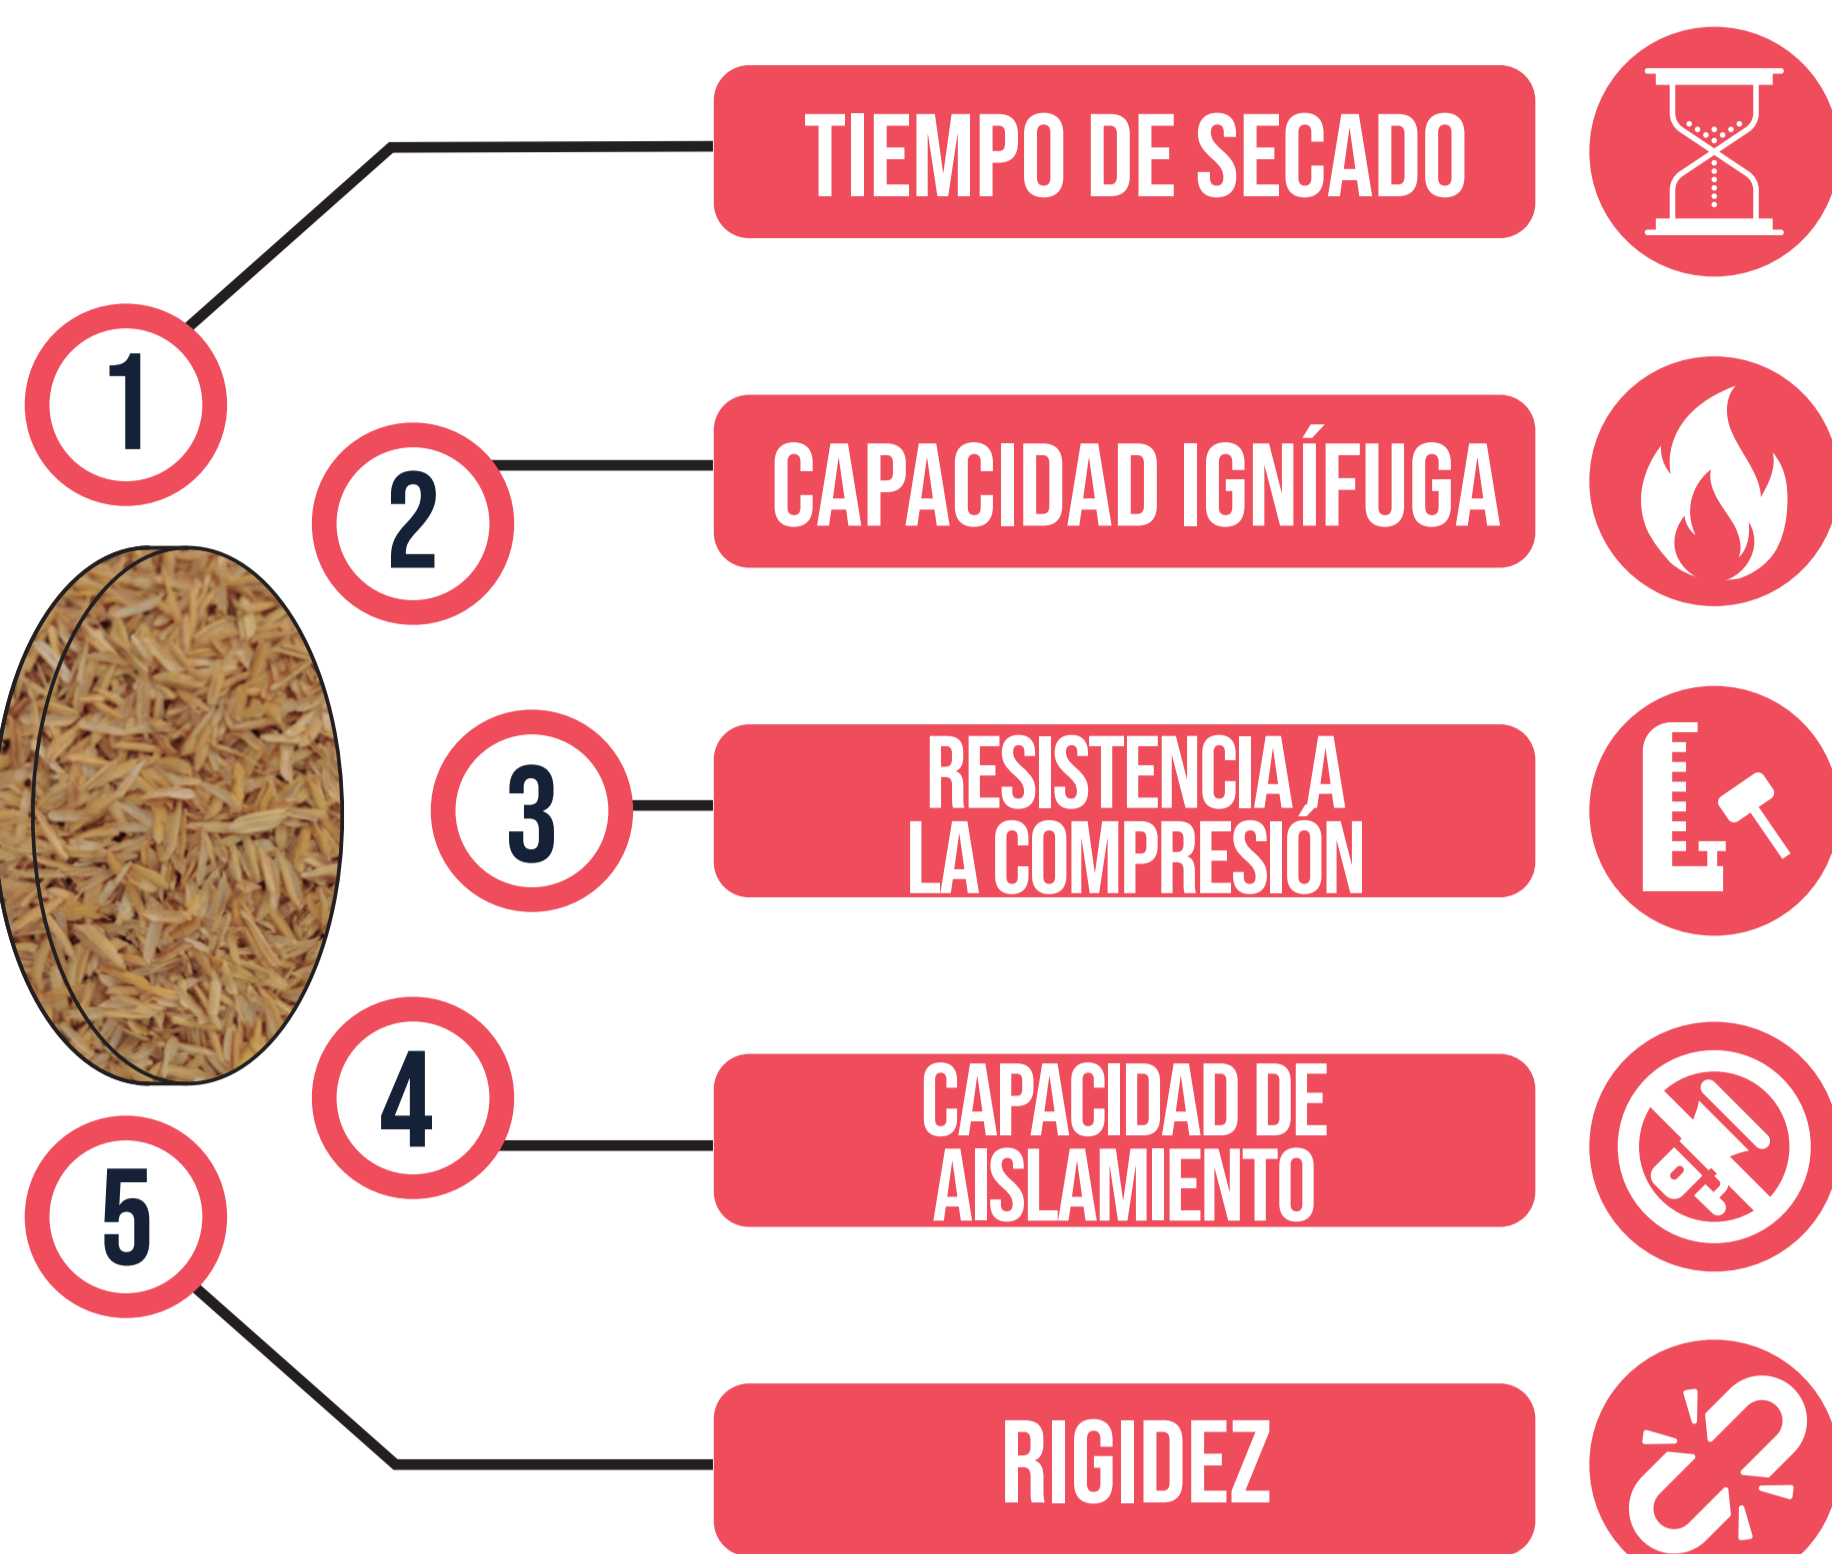 1
TIEMPO DE SECADO
2
CAPACIDAD IGNÍFUGA
3
RESISTENCIA A
LA COMPRESIÓN
4
CAPACIDAD DE
AISLAMIENTO
5
RIGIDEZ